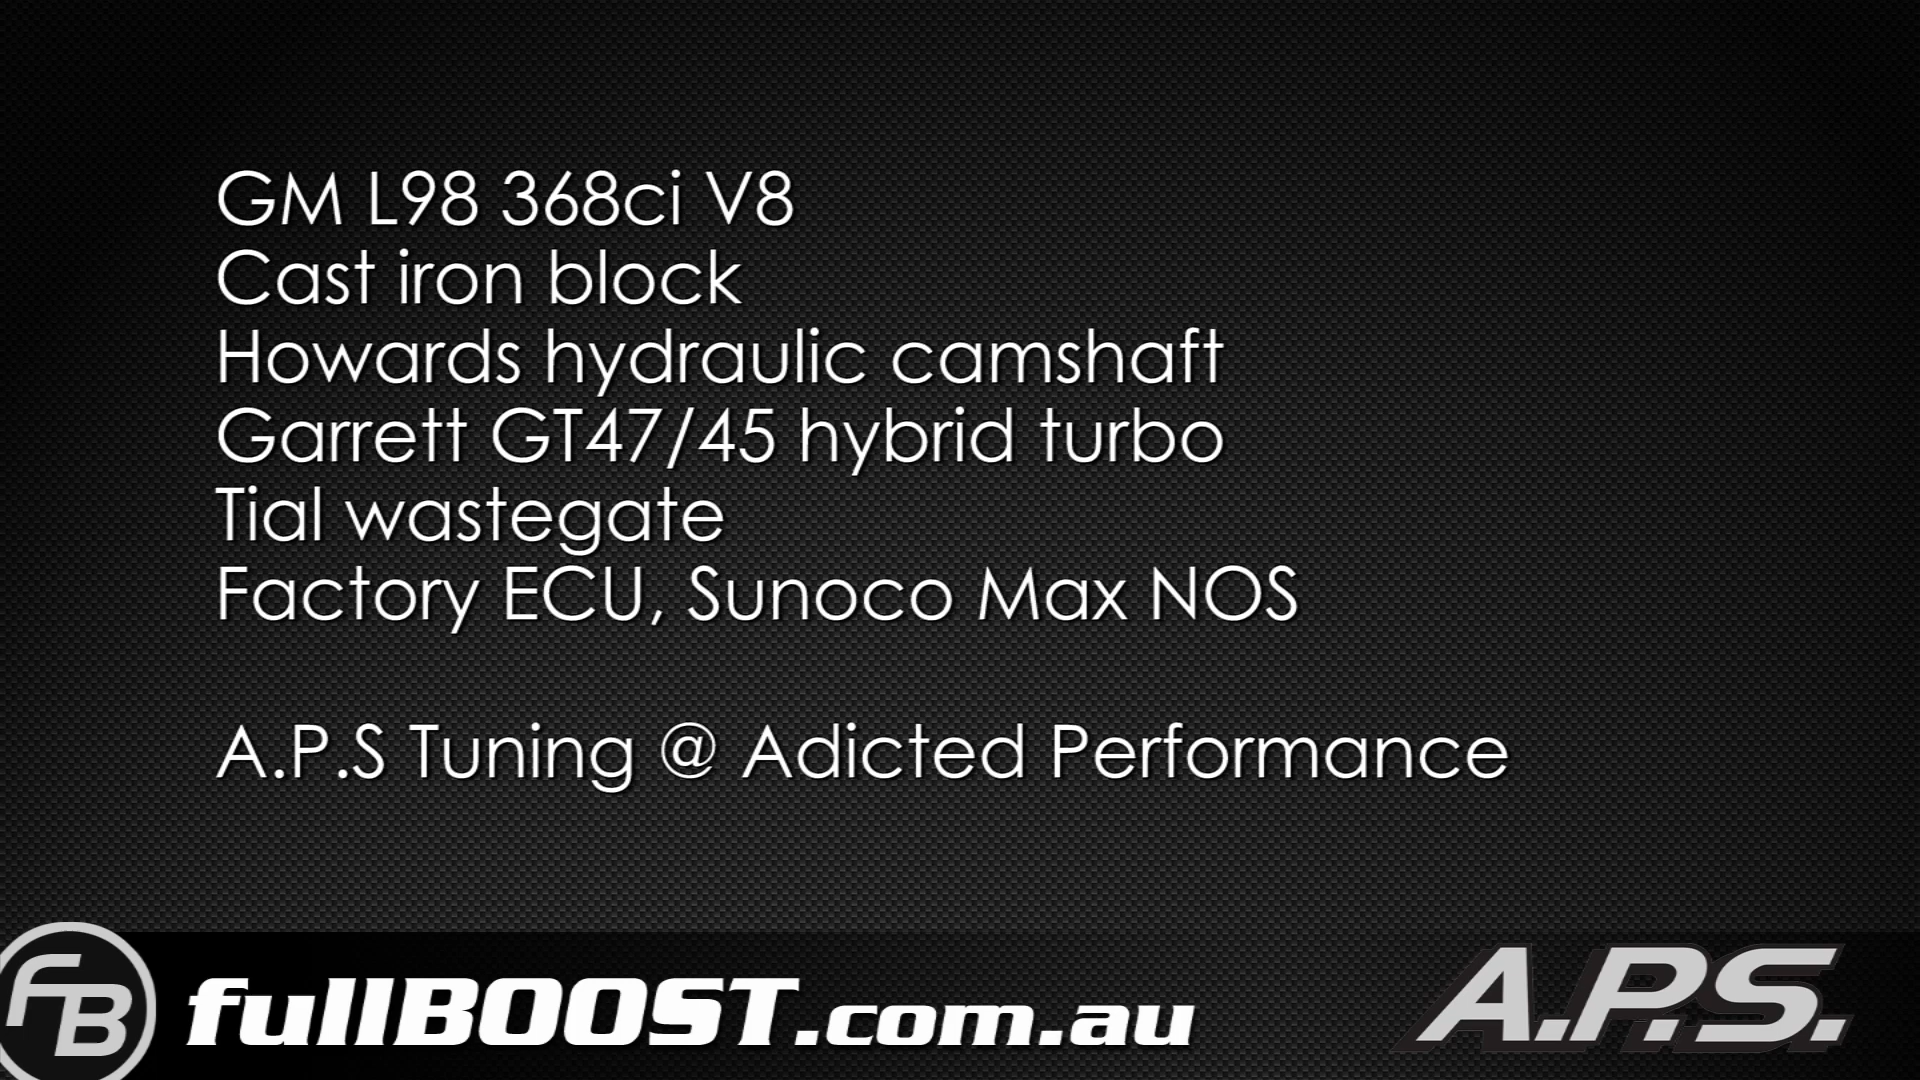 GM L98 368ci V8
Cast iron block
Howards hydraulic camshaft
Garrett GT47/45 hybrid turbo
Tial wastegate
Factory ECU, Sunoco Max NOS
A.P.S Tuning @ Adicted Performance
FB fullBOOST.com.au A.P.S.